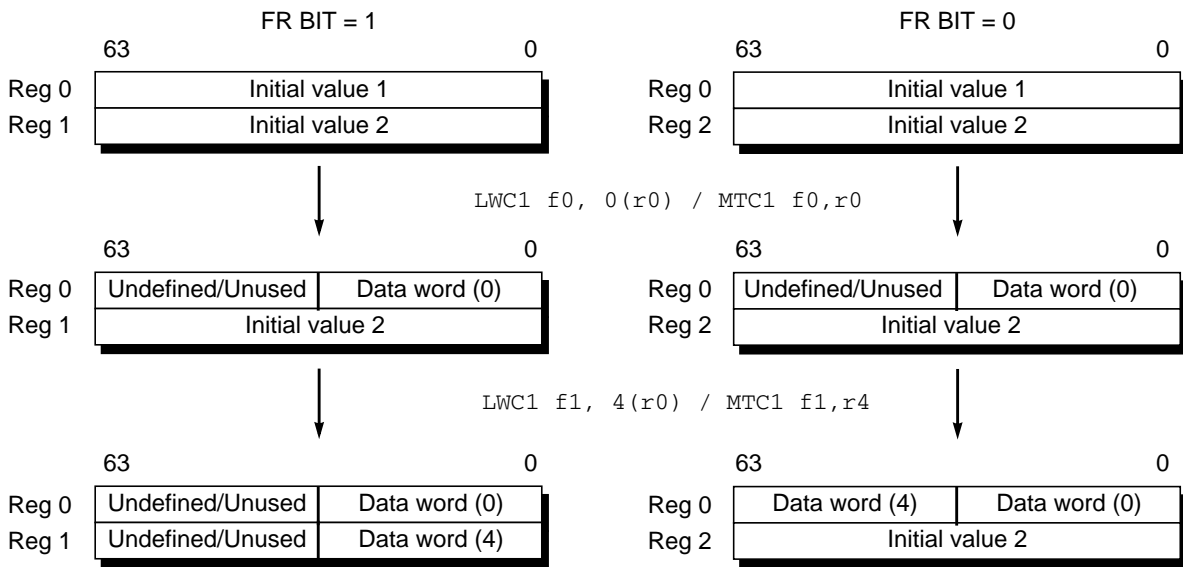 FR BIT = 1 FR BIT = 0
63 0 63 0
Reg 0 Initial value 1 Reg 0 Initial value 1
Reg 1 Initial value 2 Reg 2 Initial value 2
LWC1 f0, 0(r0) / MTC1 f0,r0
63 0 63 0
Reg 0 Undefined/Unused Data word (0) Reg 0 Undefined/Unused Data word (0)
Reg 1 Initial value 2 Reg 2 Initial value 2
LWC1 f1, 4(r0) / MTC1 f1,r4
63 0 63 0
Reg 0 Undefined/Unused Data word (0) Reg 0 Data word (4) Data word (0)
Reg 1 Undefined/Unused Data word (4) Reg 2 Initial value 2